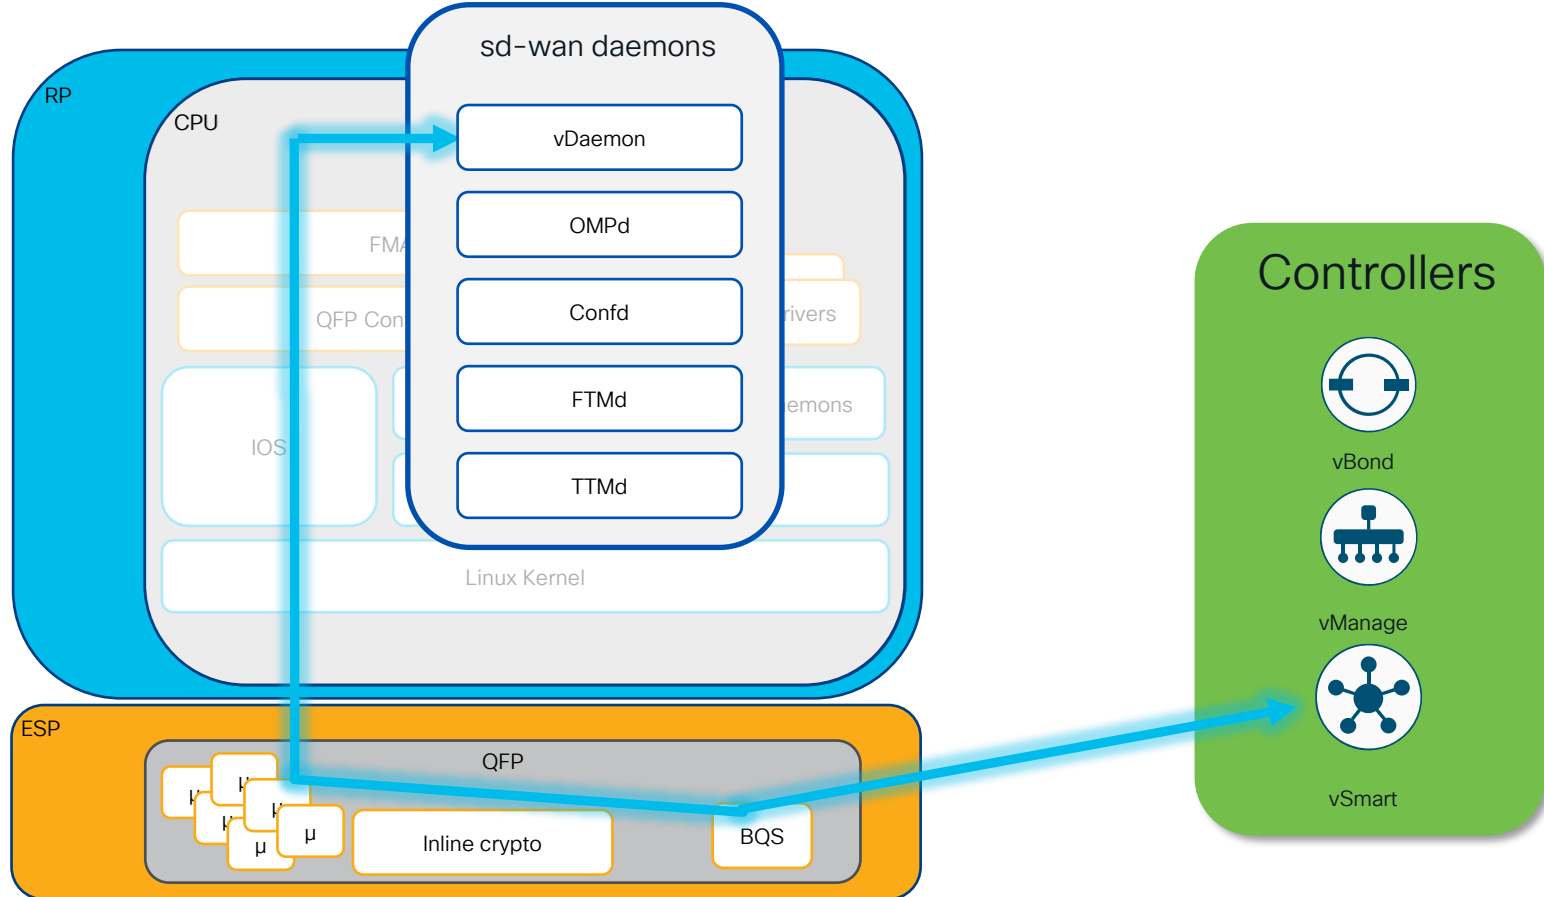 sd-wan daemons
RP
CPU
vDaemon
OMPd
FMA
Confd
QFP Con
rivers
FTMd
emons
IOS
TTMd
Linux Kernel
Controllers
vBond
vManage
vSmart
ESP
QFP
μ
μ
μ
μ
μ
μ
Inline crypto
BQS